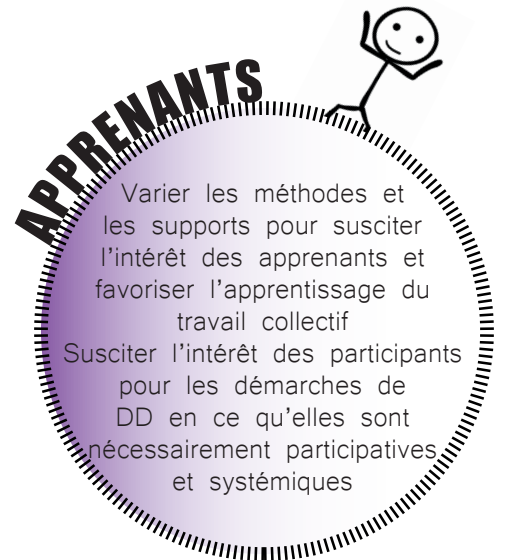 APPRENANTS
Varier les méthodes et
les supports pour susciter
l'intérêt des apprenants et
favoriser l'apprentissage du
travail collectif
Susciter l'intérêt des participants
pour les démarches de
DD en ce qu'elles sont
nécessairement participatives
et systémiques